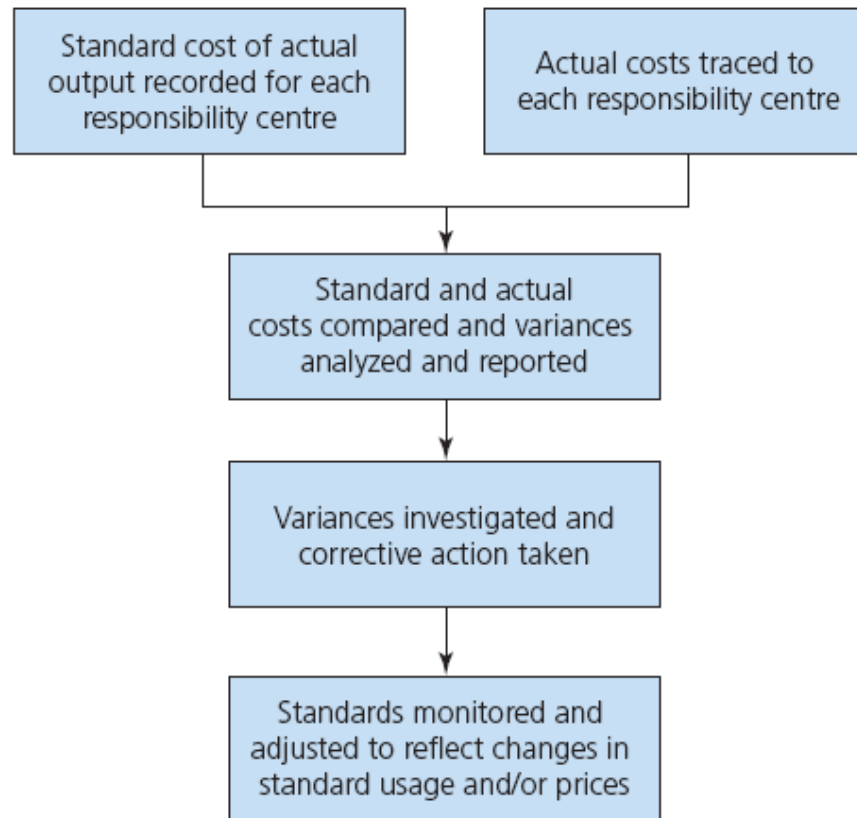 Standard cost of actual
output recorded for each
responsibility centre
Actual costs traced to
each responsibility centre
Standard and actual
costs compared and variances
analyzed and reported
Variances investigated and
corrective action taken
Standards monitored and
adjusted to reflect changes in
standard usage and/or prices